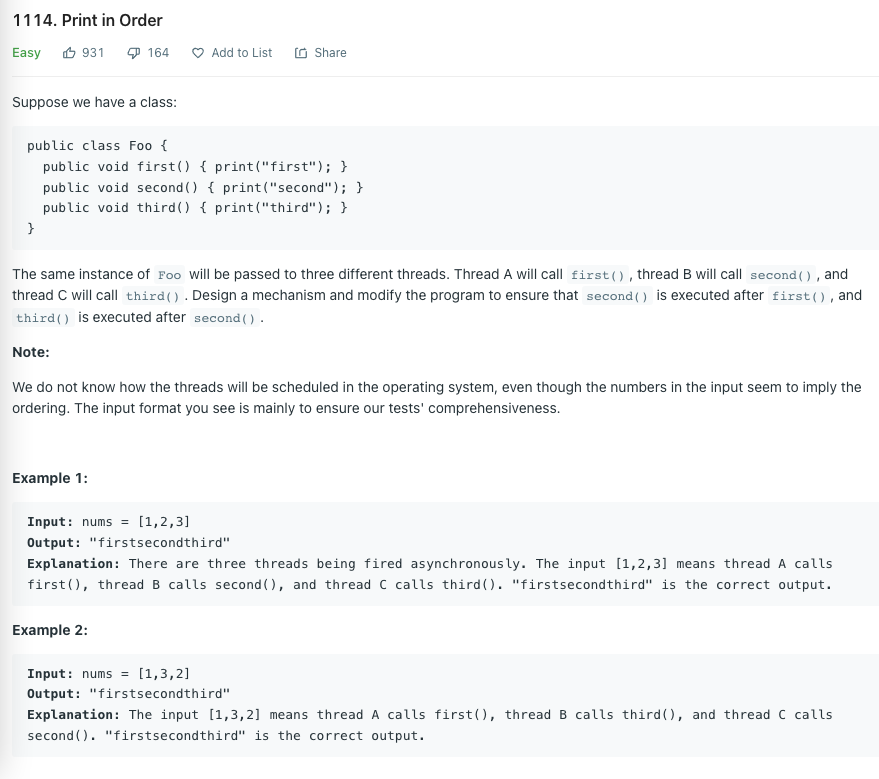 1114. Print in Order
Easy 931 164 Add to List Share
Suppose we have a class:
public class Foo {
  public void first() { print("first"); }
  public void second() { print("second"); }
  public void third() { print("third"); }
}
The same instance of Foo will be passed to three different threads. Thread A will call first(), thread B will call second(), and
thread C will call third(). Design a mechanism and modify the program to ensure that second() is executed after first(), and
third() is executed after second().
Note:
We do not know how the threads will be scheduled in the operating system, even though the numbers in the input seem to imply the
ordering. The input format you see is mainly to ensure our tests' comprehensiveness.
Example 1:
Input: nums = [1,2,3]
Output: "firstsecondthird"
Explanation: There are three threads being fired asynchronously. The input [1,2,3] means thread A calls
first(), thread B calls second(), and thread C calls third(). "firstsecondthird" is the correct output.
Example 2:
Input: nums = [1,3,2]
Output: "firstsecondthird"
Explanation: The input [1,3,2] means thread A calls first(), thread B calls third(), and thread C calls
second(). "firstsecondthird" is the correct output.